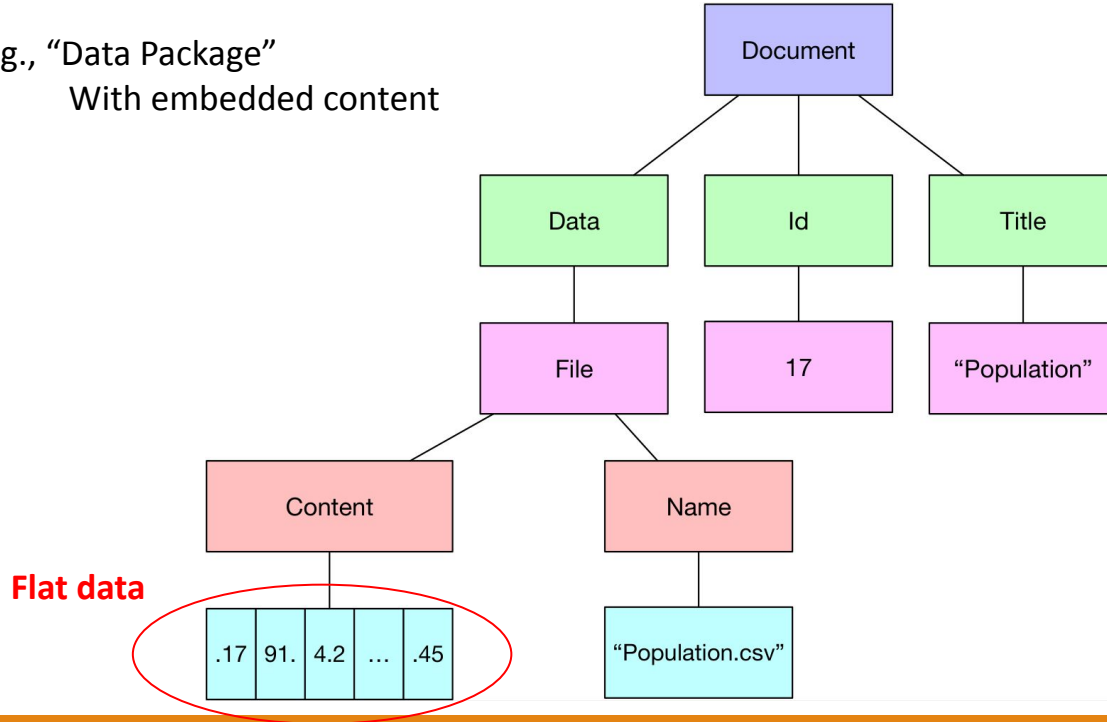 g., “Data Package”
With embedded content
Document
Data
Id
Title
File
17
“Population”
Content
Name
Flat data
.17 91. 4.2 … .45
“Population.csv”